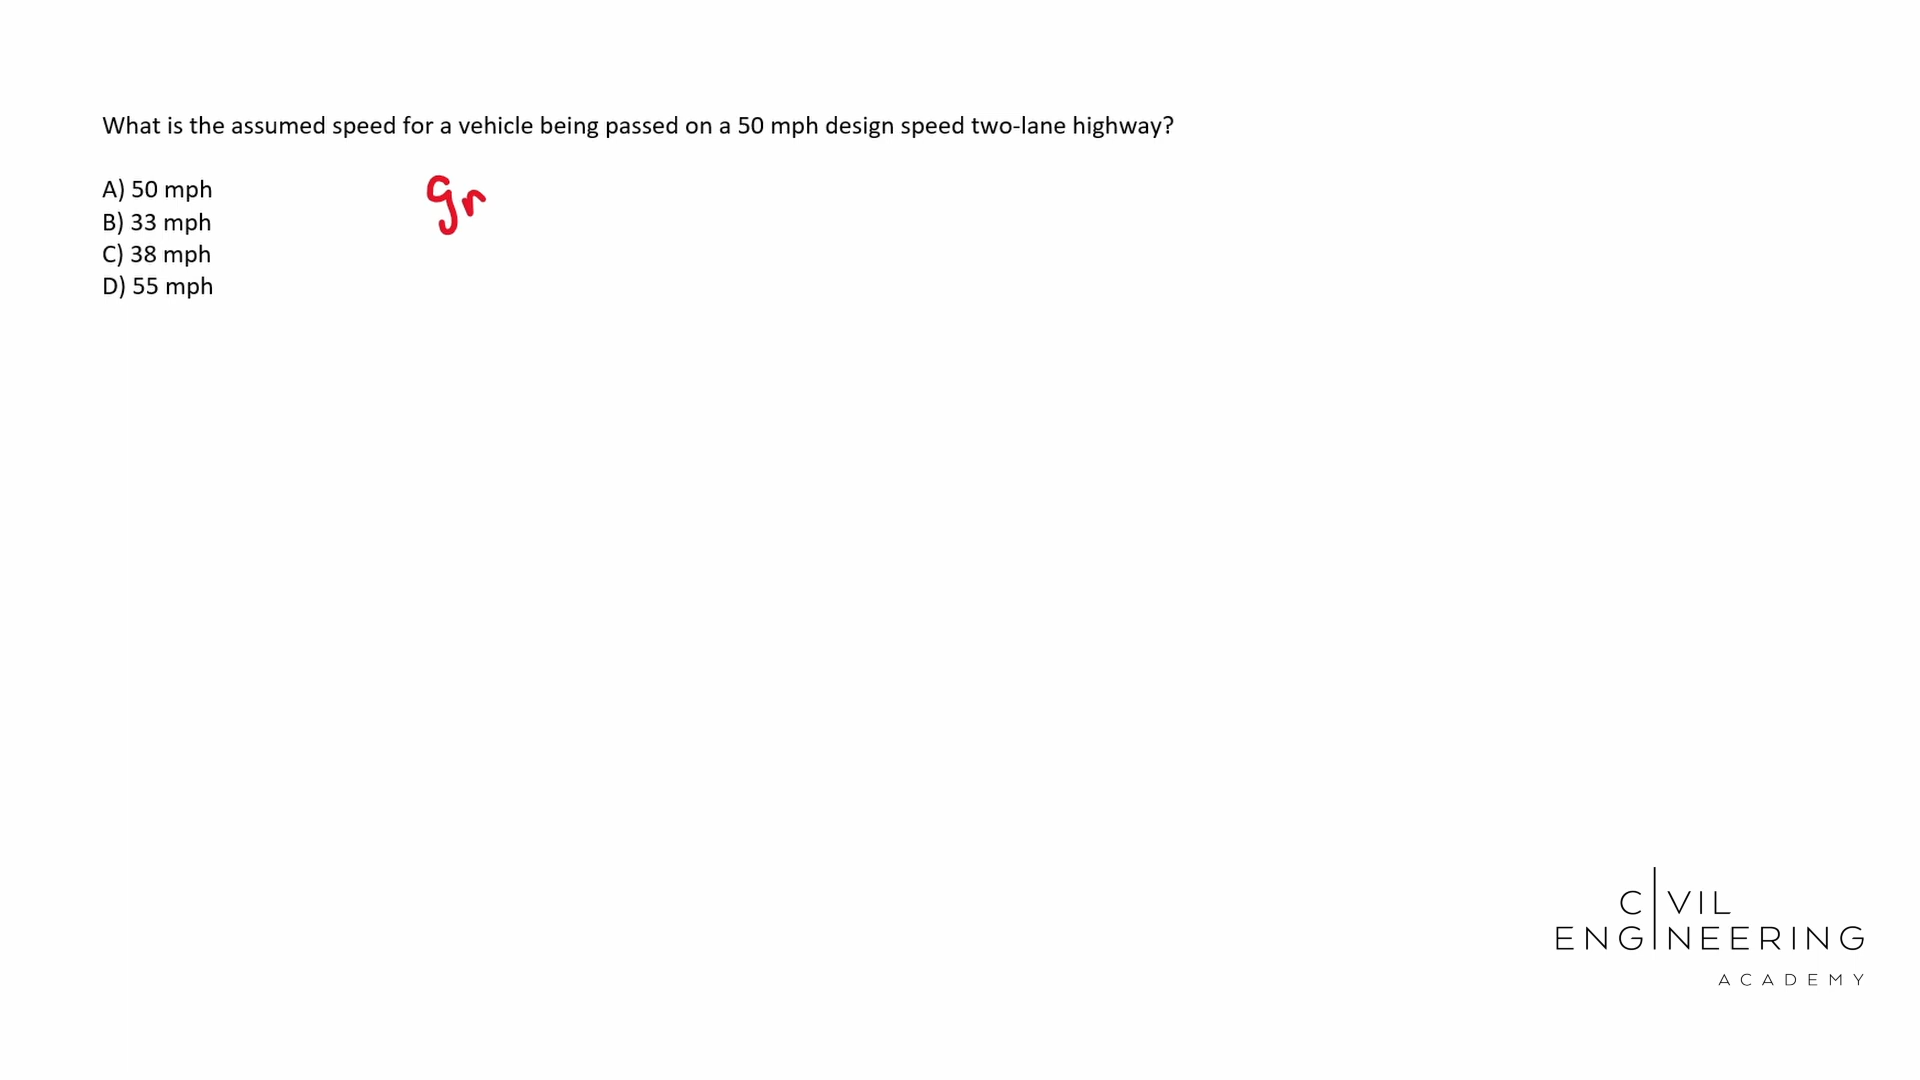 What is the assumed speed for a vehicle being passed on a 50 mph design speed two-lane highway?
A) 50 mph
gr
B) 33 mph
C) 38 mph
D) 55 mph
CIVIL
ENGINEERING
ACADEMY